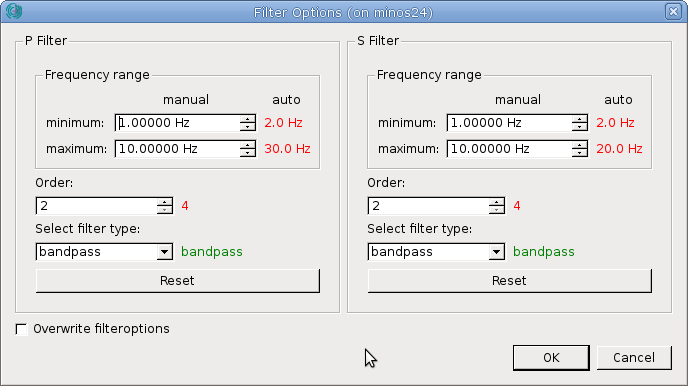 Filter Options (on minos24)
P Filter
Frequency range
manual auto
minimum: 1.00000 Hz 2.0 Hz
maximum: 10.00000 Hz 30.0 Hz
Order:
2 4
Select filter type:
bandpass bandpass
Reset
S Filter
Frequency range
manual auto
minimum: 1.00000 Hz 2.0 Hz
maximum: 10.00000 Hz 20.0 Hz
Order:
2 4
Select filter type:
bandpass bandpass
Reset
Overwrite filteroptions
OK Cancel